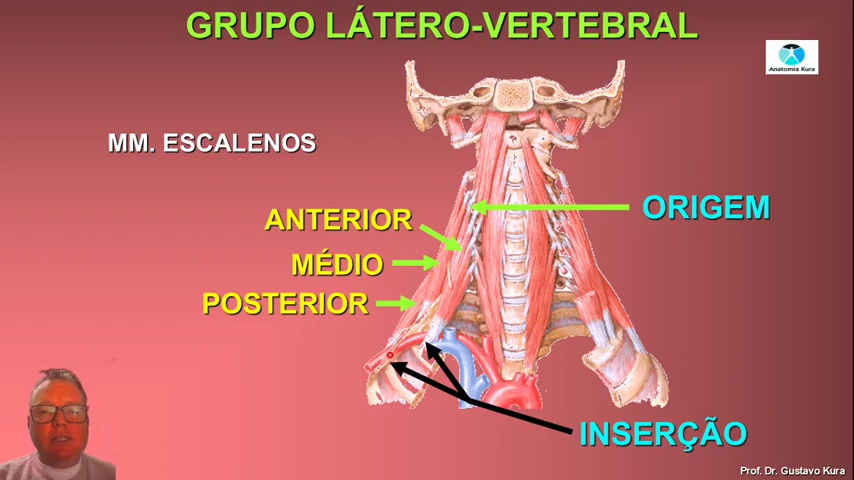 GRUPO LÁTERO-VERTEBRAL
Anatomia Kura
MM. ESCALENOS
ORIGEM
ANTERIOR
MÉDIO
POSTERIOR
INSERÇÃO
Prof. Dr. Gustavo Kura